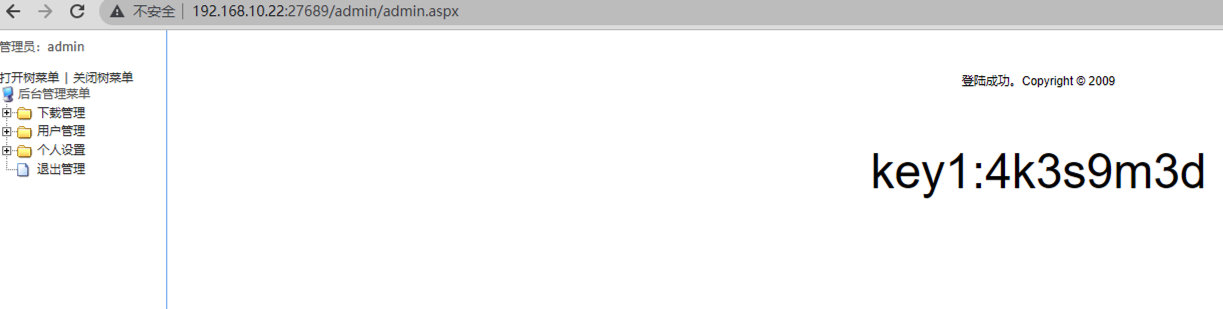 不安全 192.168.10.22:27689/admin/admin.aspx
管理员：admin
打开树菜单 | 关闭树菜单
后台管理菜单
下载管理
用户管理
个人设置
退出管理
登陆成功。Copyright © 2009
key1:4k3s9m3d